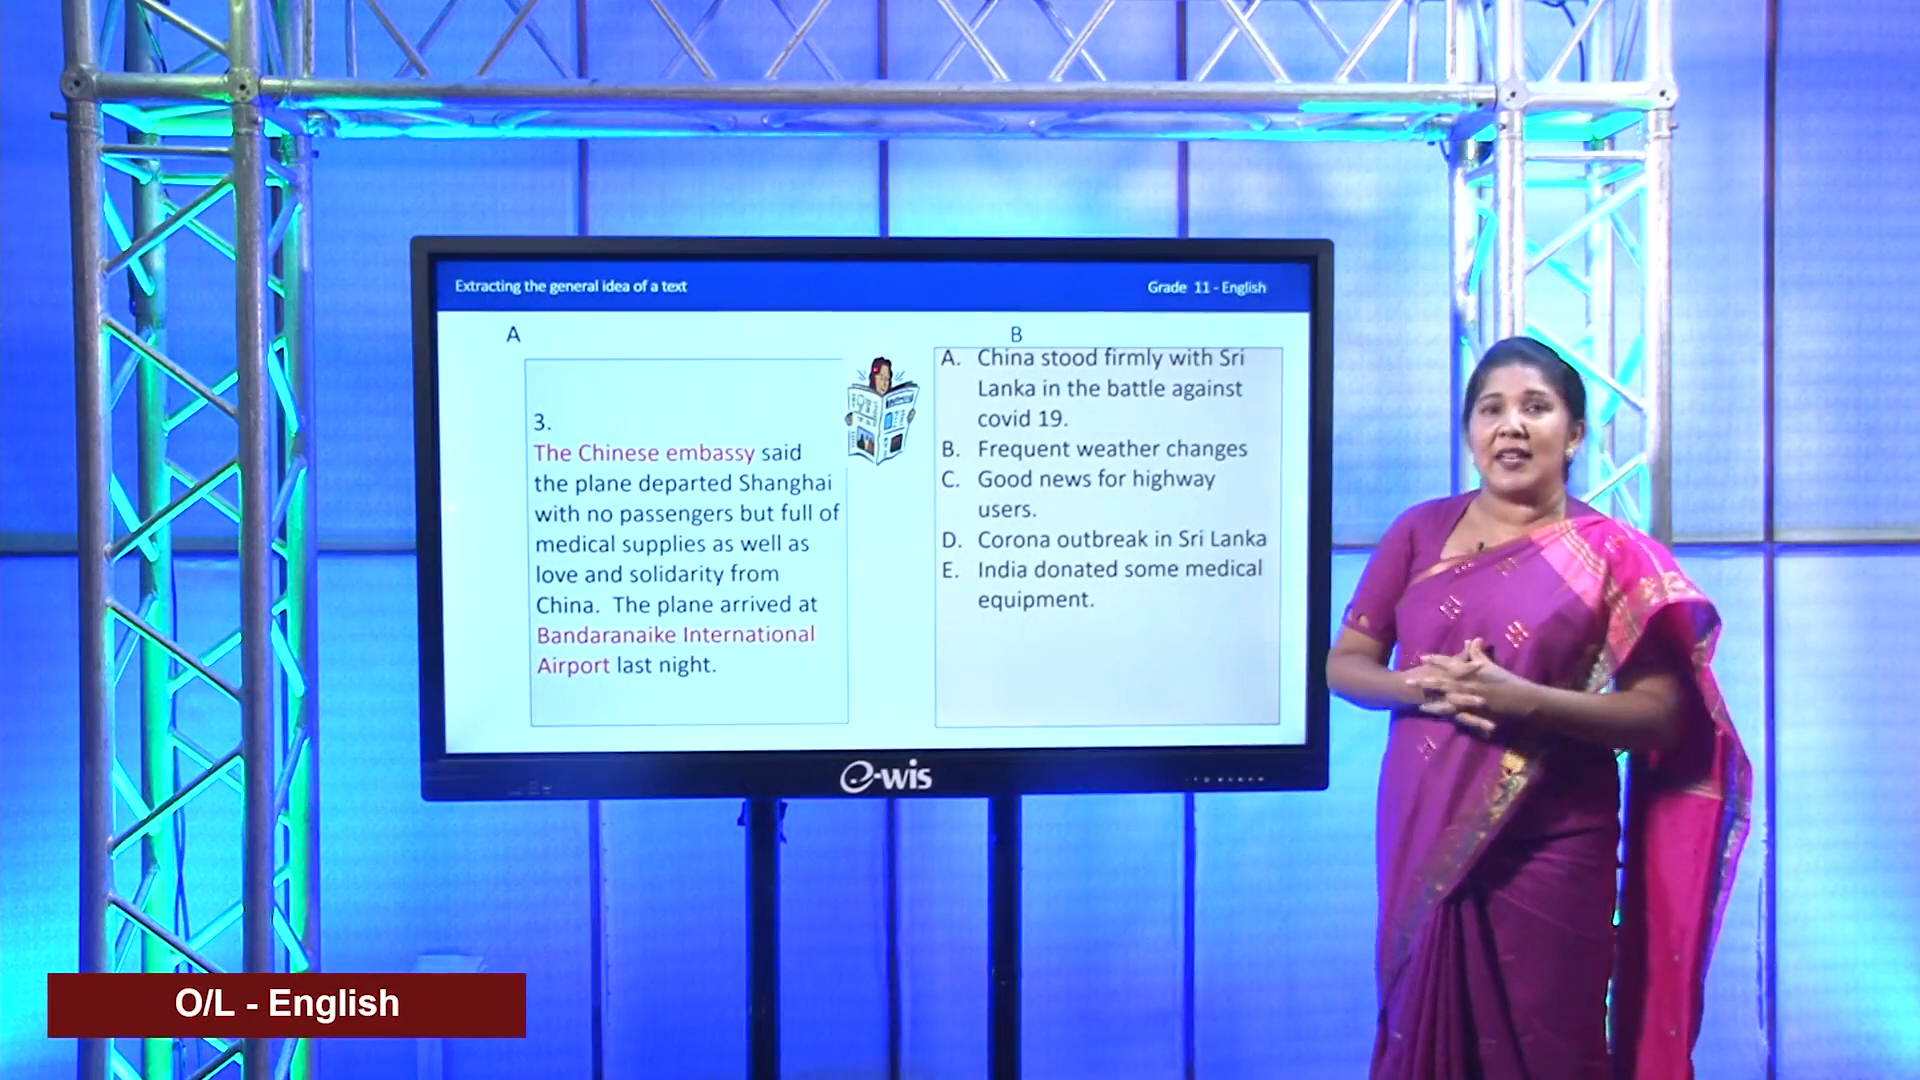 Extracting the general idea of a text
Grade 11 - English
A
3.
The Chinese embassy said
the plane departed Shanghai
with no passengers but full of
medical supplies as well as
love and solidarity from
China. The plane arrived at
Bandaranaike International
Airport last night.
B
A. China stood firmly with Sri
Lanka in the battle against
covid 19.
B. Frequent weather changes
C. Good news for highway
users.
D. Corona outbreak in Sri Lanka
E. India donated some medical
equipment.
e-wis
O/L - English